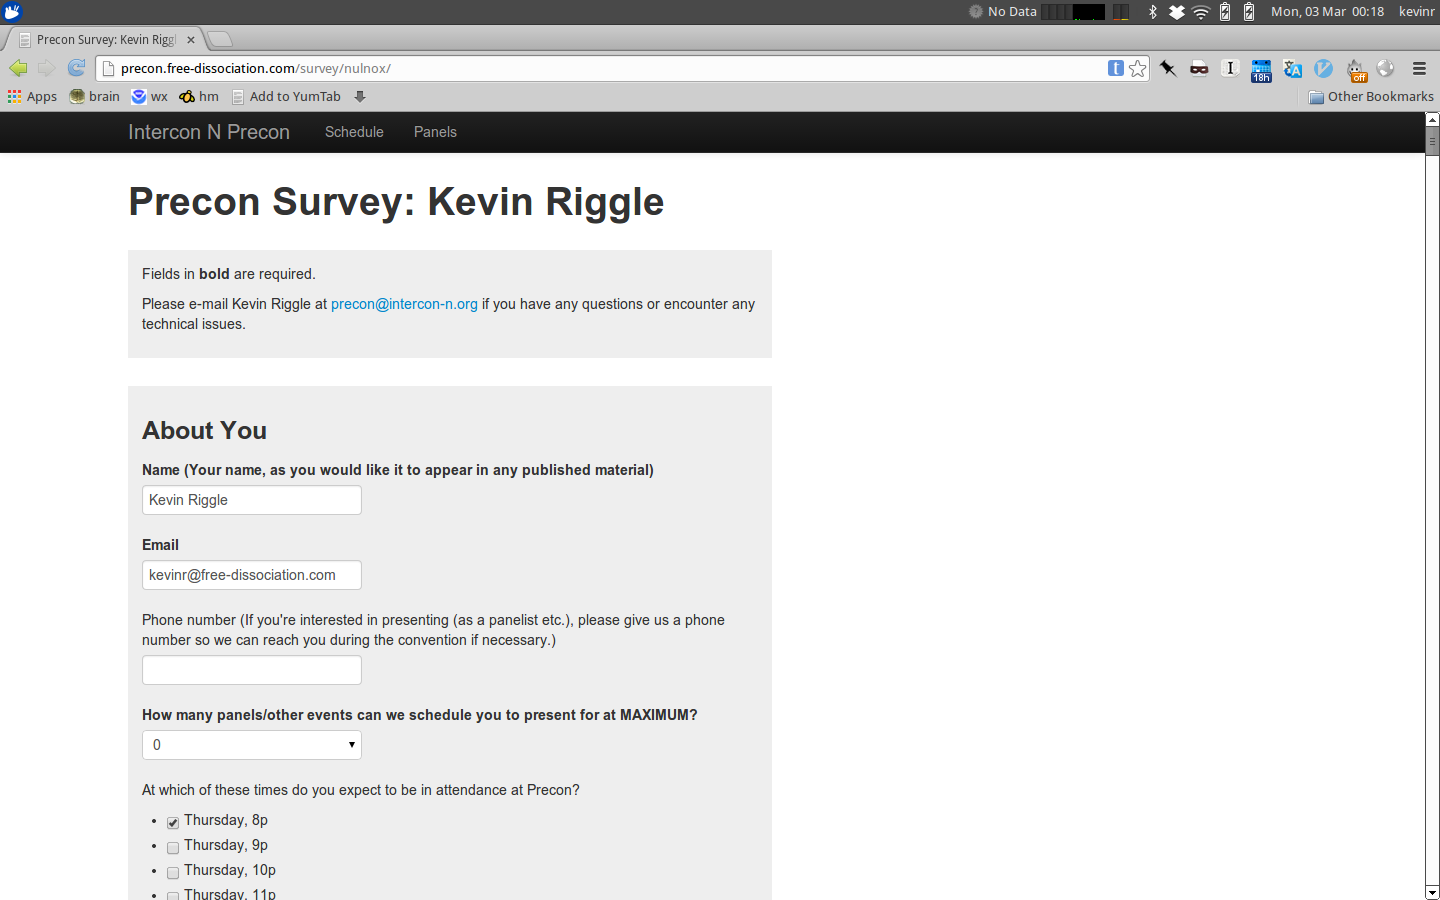 No Data
Mon, 03 Mar 00:18 kevinr
Precon Survey: Kevin Riggl
precon.free-dissociation.com/survey/nulnox/
18h
off
Apps brain wx hm Add to YumTab Other Bookmarks
Intercon N Precon Schedule Panels
Precon Survey: Kevin Riggle
Fields in bold are required.
Please e-mail Kevin Riggle at precon@intercon-n.org if you have any questions or encounter any
technical issues.
About You
Name (Your name, as you would like it to appear in any published material)
Kevin Riggle
Email
kevinr@free-dissociation.com
Phone number (If you're interested in presenting (as a panelist etc.), please give us a phone
number so we can reach you during the convention if necessary.)
How many panels/other events can we schedule you to present for at MAXIMUM?
0
At which of these times do you expect to be in attendance at Precon?
Thursday, 8p
Thursday, 9p
Thursday, 10p
Thursday, 11p